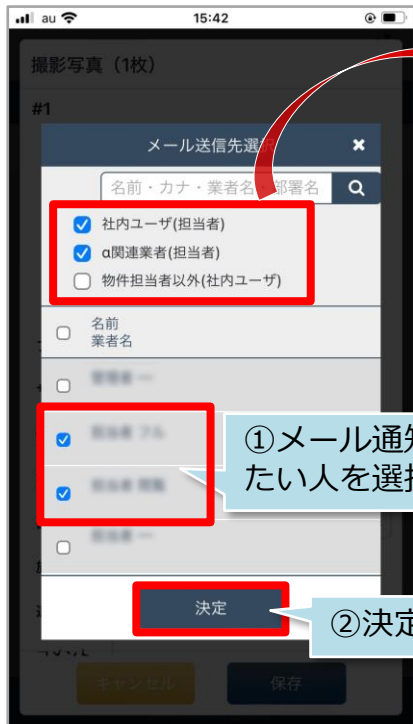 au 15:42
撮影写真（1枚）
#1
メール送信先選択
名前・カナ・業者名・部署名
社内ユーザ(担当者)
α関連業者(担当者)
物件担当者以外(社内ユーザ)
名前
業者名
①メール通知
たい人を選択
決定
②決定
キャンセル 保存